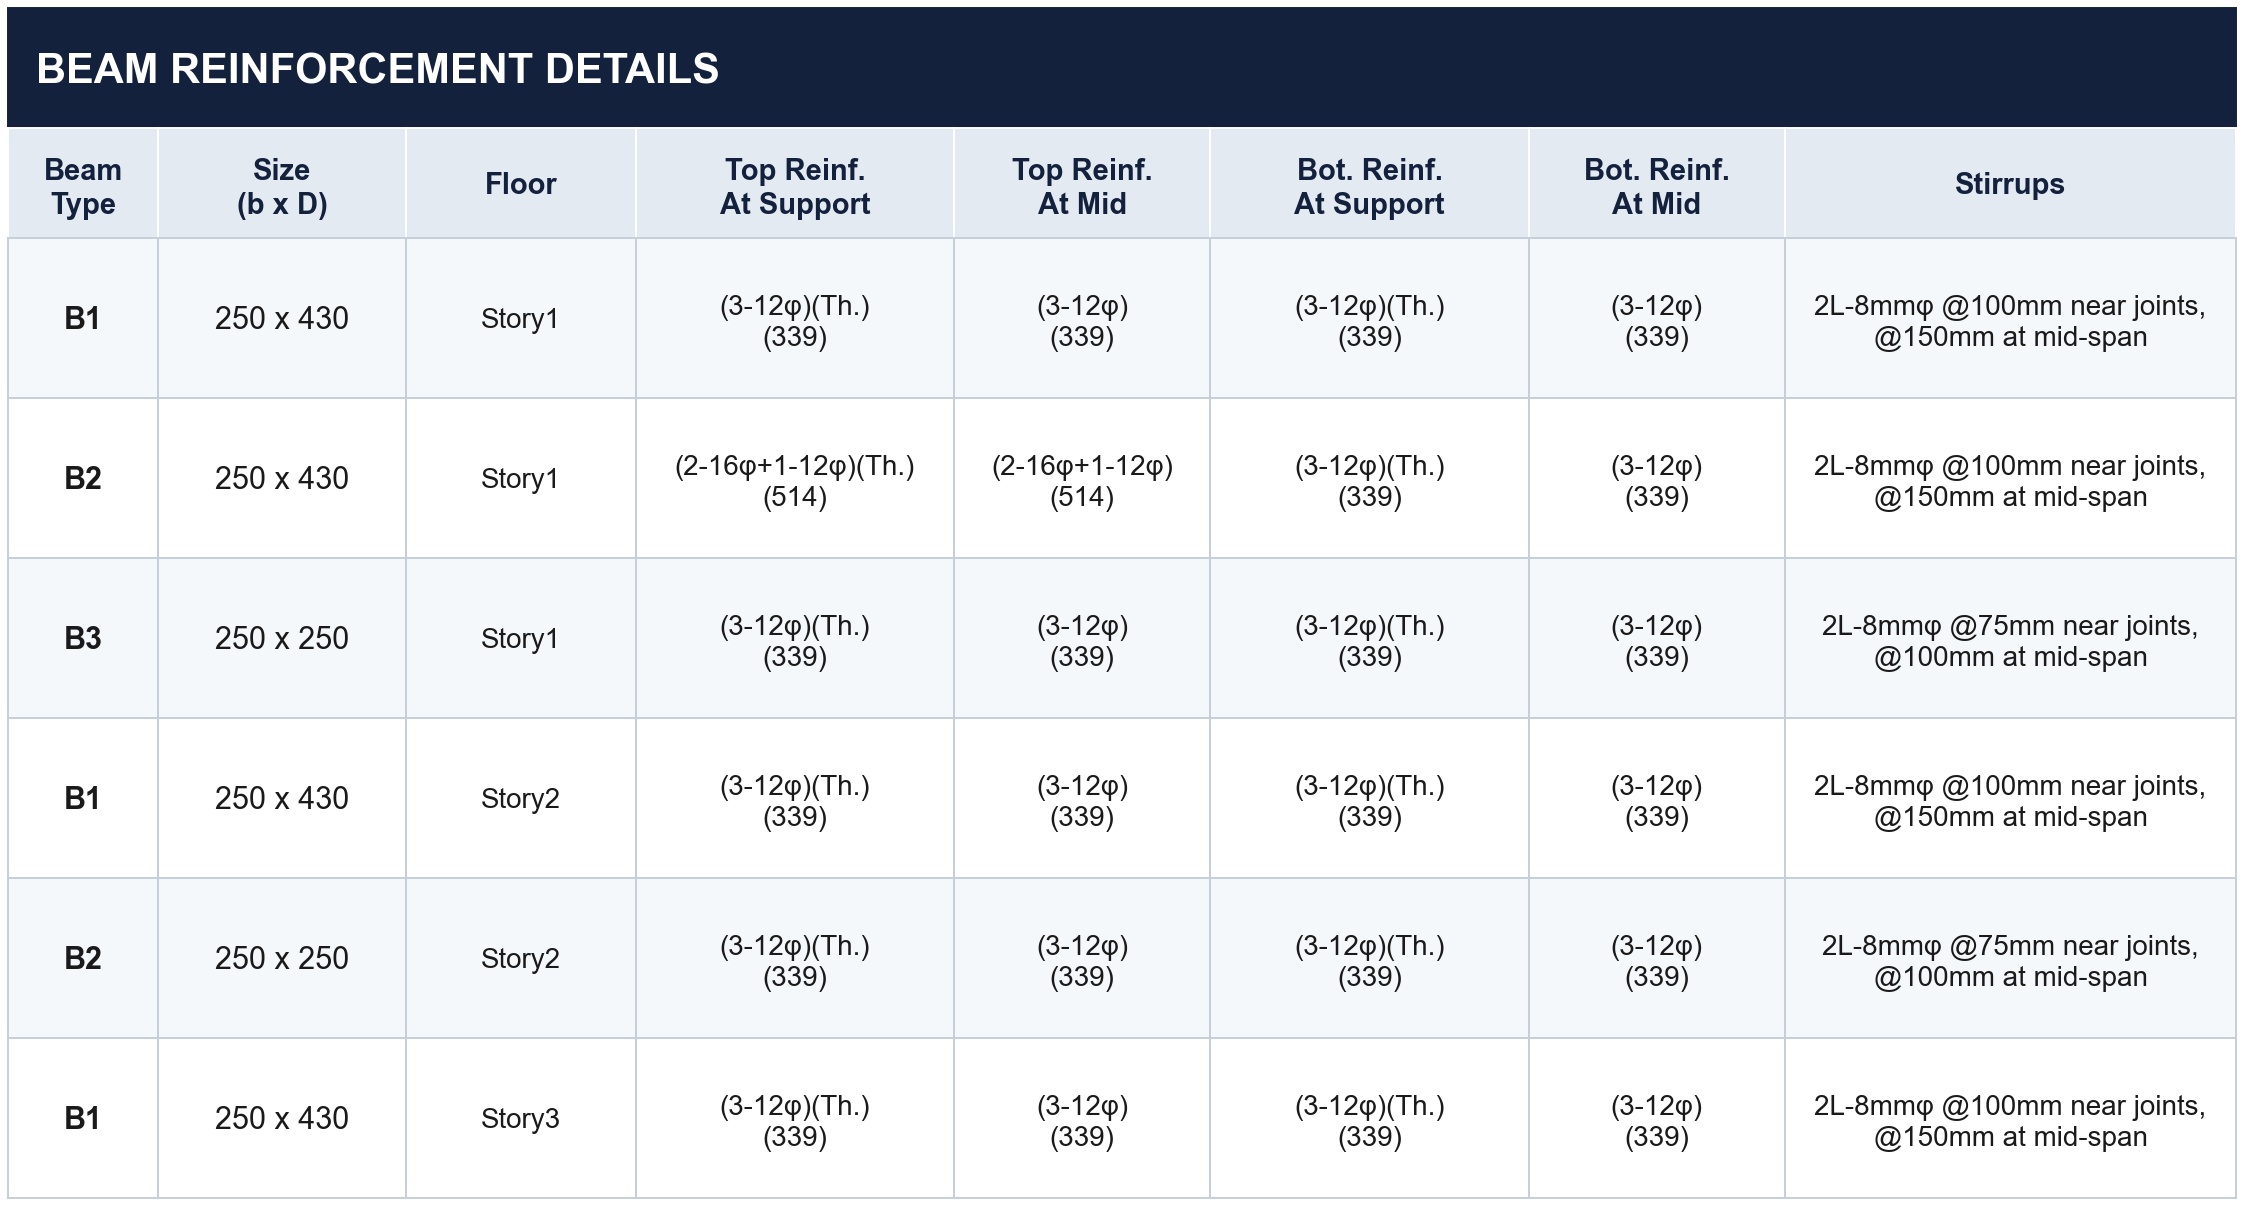 BEAM REINFORCEMENT DETAILS
Beam Type | Size (b x D) | Floor | Top Reinf. At Support | Top Reinf. At Mid | Bot. Reinf. At Support | Bot. Reinf. At Mid | Stirrups
B1 | 250 x 430 | Story1 | (3-12φ)(Th.) (339) | (3-12φ) (339) | (3-12φ)(Th.) (339) | (3-12φ) (339) | 2L-8mmφ @100mm near joints, @150mm at mid-span
B2 | 250 x 430 | Story1 | (2-16φ+1-12φ)(Th.) (514) | (2-16φ+1-12φ) (514) | (3-12φ)(Th.) (339) | (3-12φ) (339) | 2L-8mmφ @100mm near joints, @150mm at mid-span
B3 | 250 x 250 | Story1 | (3-12φ)(Th.) (339) | (3-12φ) (339) | (3-12φ)(Th.) (339) | (3-12φ) (339) | 2L-8mmφ @75mm near joints, @100mm at mid-span
B1 | 250 x 430 | Story2 | (3-12φ)(Th.) (339) | (3-12φ) (339) | (3-12φ)(Th.) (339) | (3-12φ) (339) | 2L-8mmφ @100mm near joints, @150mm at mid-span
B2 | 250 x 250 | Story2 | (3-12φ)(Th.) (339) | (3-12φ) (339) | (3-12φ)(Th.) (339) | (3-12φ) (339) | 2L-8mmφ @75mm near joints, @100mm at mid-span
B1 | 250 x 430 | Story3 | (3-12φ)(Th.) (339) | (3-12φ) (339) | (3-12φ)(Th.) (339) | (3-12φ) (339) | 2L-8mmφ @100mm near joints, @150mm at mid-span